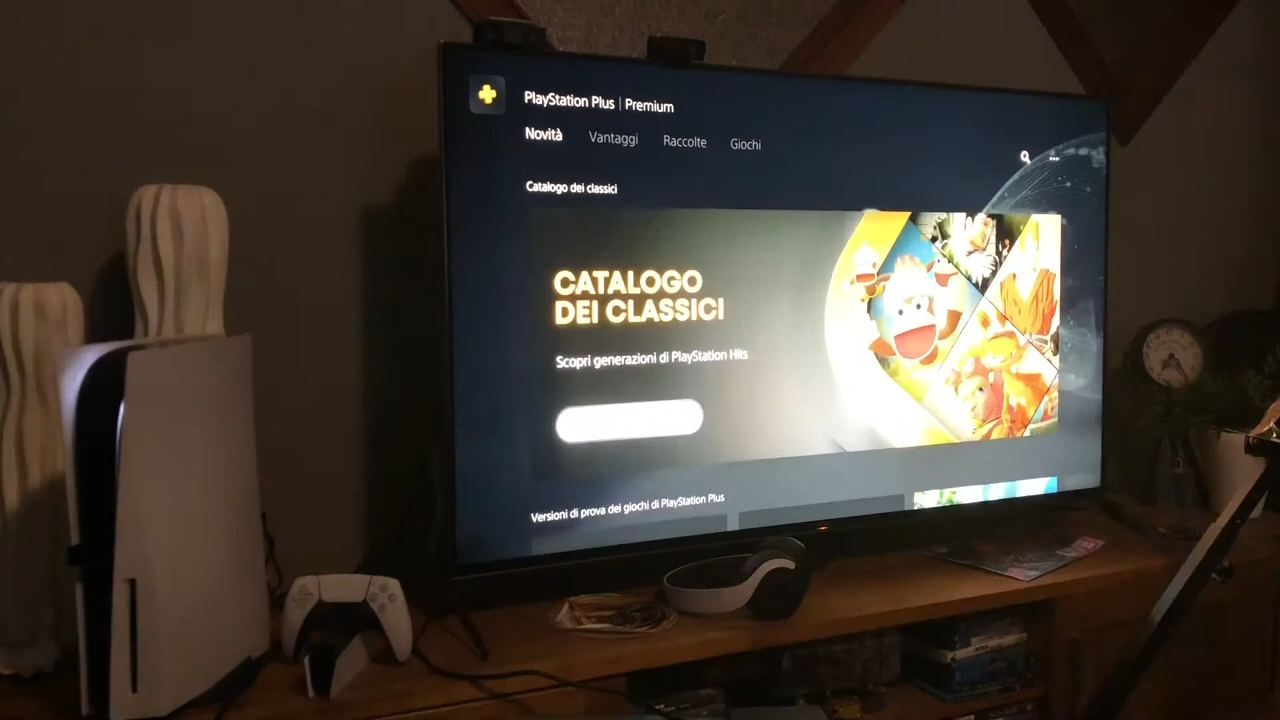 PlayStation Plus | Premium
Novità Vantaggi Raccolte Giochi
Catalogo dei classici
CATALOGO
DEI CLASSICI
Scopri generazioni di PlayStation Hits
Versioni di prova dei giochi di PlayStation Plus